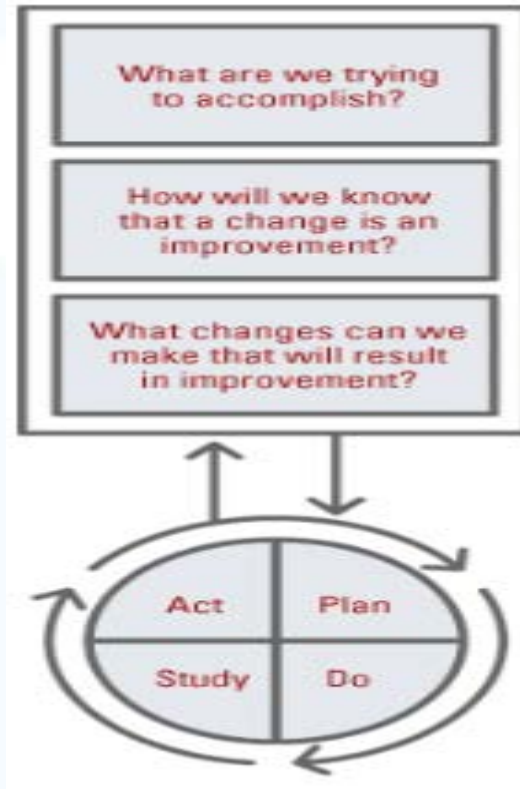 What are we trying
to accomplish?
How will we know
that a change is an
improvement?
What changes can we
make that will result
in improvement?
Act
Plan
Study
Do